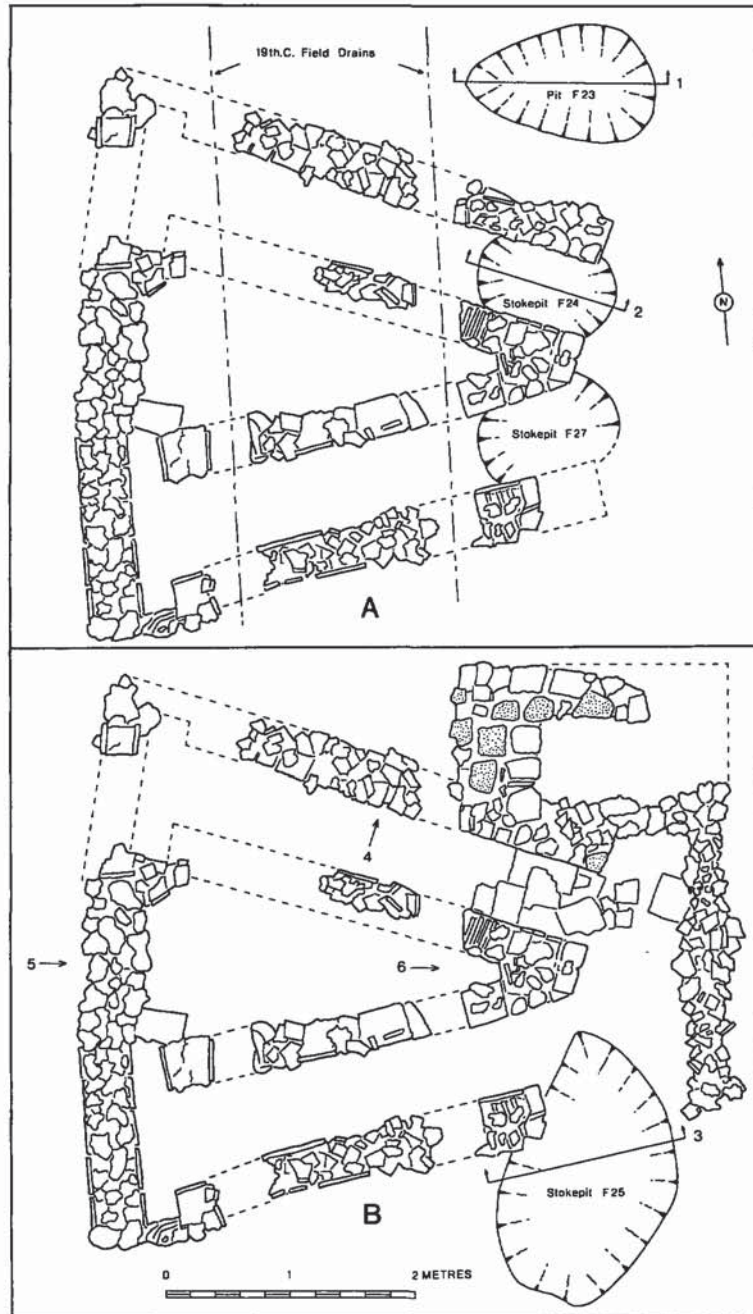 19th.C. Field Drains
Pit F23
1
N
Stokepit F24
2
Stokepit F27
A
4
5
6
3
Stokepit F25
B
0 1 2 METRES